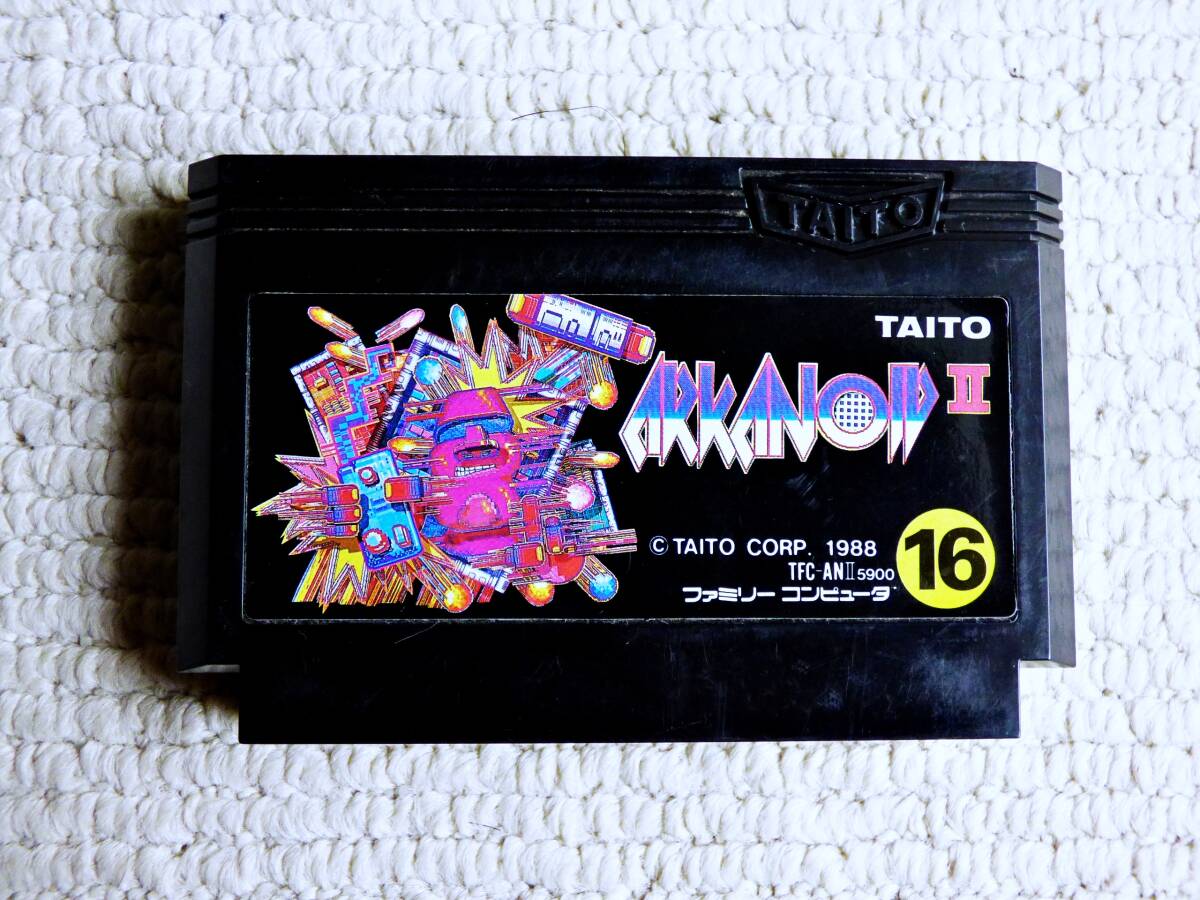 TAITO
TAITO
ARKANOID II
© TAITO CORP. 1988
TFC-ANII 5900
16
ファミリー コンピュータ